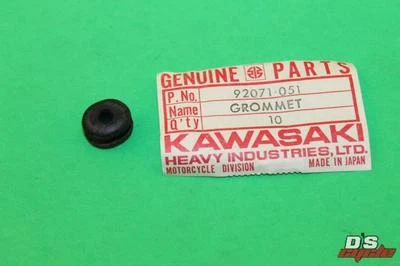 GENUINE PARTS
P. No. 92071-051
Name GROMMET
Q'ty 10
KAWASAKI
HEAVY INDUSTRIES, LTD.
MOTORCYCLE DIVISION MADE IN JAPAN
D'S
cycle